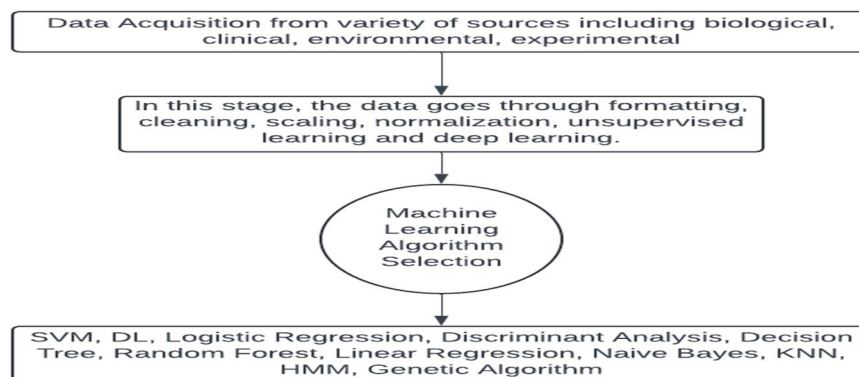 Data Acquisition from variety of sources including biological,
clinical, environmental, experimental
In this stage, the data goes through formatting,
cleaning, scaling, normalization, unsupervised
learning and deep learning.
Machine
Learning
Algorithm
Selection
SVM, DL, Logistic Regression, Discriminant Analysis, Decision
Tree, Random Forest, Linear Regression, Naive Bayes, KNN,
HMM, Genetic Algorithm